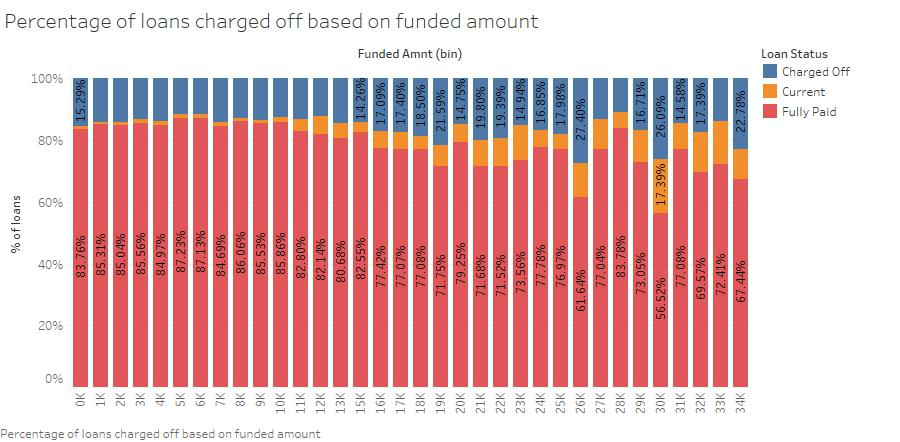 Percentage of loans charged off based on funded amount
Funded Amnt (bin)
Loan Status
Charged Off
Current
Fully Paid
% of loans
100%
80%
60%
40%
20%
0%
15.29% 14.26% 17.09% 17.40% 18.50% 21.59% 14.75% 19.80% 19.39% 14.94% 16.85% 17.98% 27.40% 16.71% 26.09% 14.58% 17.39% 22.78%
17.39%
83.76% 85.31% 85.04% 85.56% 84.97% 87.23% 87.13% 84.69% 86.06% 85.53% 85.86% 82.80% 82.14% 80.68% 82.55% 77.42% 77.07% 77.08% 71.75% 79.25% 71.68% 71.52% 73.56% 77.78% 76.97% 61.64% 77.04% 83.78% 73.05% 56.52% 77.08% 69.57% 72.41% 67.44%
0K 1K 2K 3K 4K 5K 6K 7K 8K 9K 10K 11K 12K 13K 15K 16K 17K 18K 19K 20K 21K 22K 23K 24K 25K 26K 27K 28K 29K 30K 31K 32K 33K 34K
Percentage of loans charged off based on funded amount